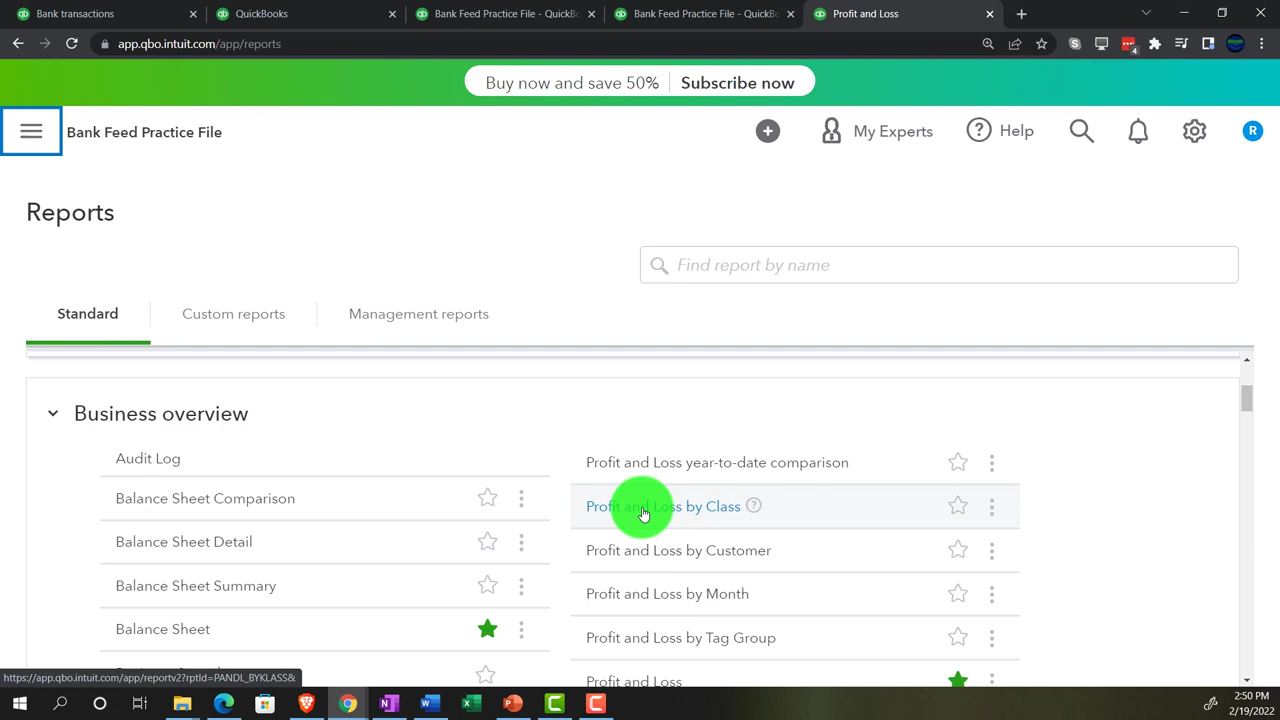 Bank transactions
QuickBooks
Bank Feed Practice File - QuickBo
Bank Feed Practice File - QuickBo
Profit and Loss
app.qbo.intuit.com/app/reports
4
Buy now and save 50% Subscribe now
Bank Feed Practice File
My Experts
Help
R
Reports
Find report by name
Standard
Custom reports
Management reports
Business overview
Audit Log
Profit and Loss year-to-date comparison
Balance Sheet Comparison
Profit and Loss by Class
Balance Sheet Detail
Profit and Loss by Customer
Balance Sheet Summary
Profit and Loss by Month
Balance Sheet
Profit and Loss by Tag Group
Profit and Loss
https://app.qbo.intuit.com/app/reportv2?rptId=PANDL_BYKLASS&
2:50 PM
2/19/2022